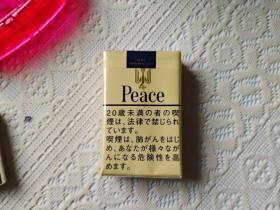 Peace
20歳未満の者の喫
煙は、法律で禁じられ
ています。
喫煙は、肺がんをはじ
め、あなたが様々なが
んになる危険性を高
めます。